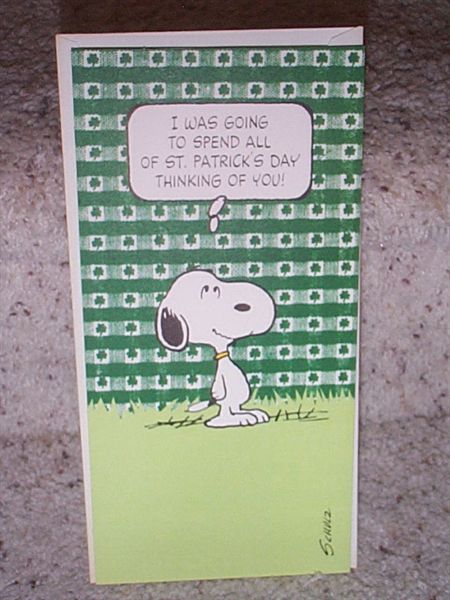 I WAS GOING
TO SPEND ALL
OF ST. PATRICK'S DAY
THINKING OF YOU!
SCHULZ